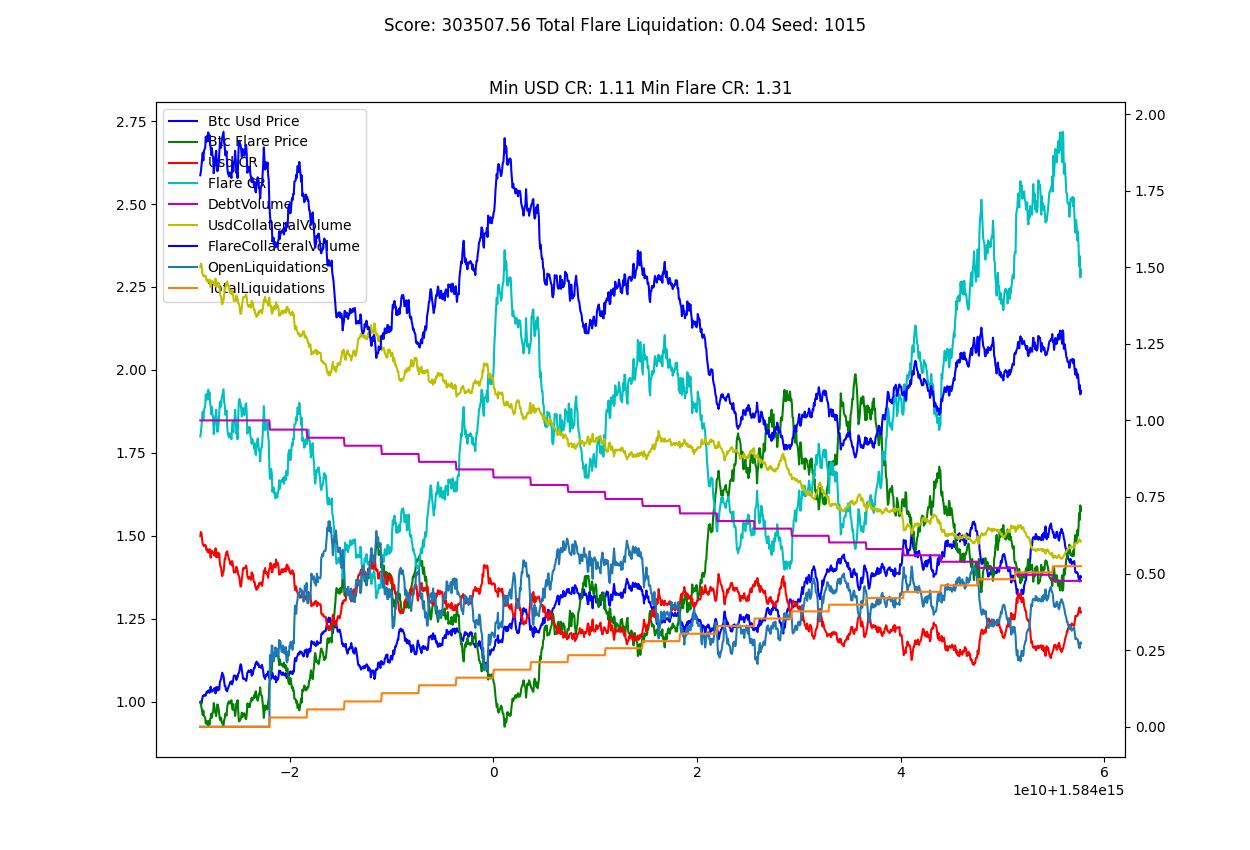 Score: 303507.56 Total Flare Liquidation: 0.04 Seed: 1015
Min USD CR: 1.11 Min Flare CR: 1.31
Btc Usd Price
Btc Flare Price
Usd CR
Flare CR
DebtVolume
UsdCollateralVolume
FlareCollateralVolume
OpenLiquidations
TotalLiquidations
2.75
2.50
2.25
2.00
1.75
1.50
1.25
1.00
2.00
1.75
1.50
1.25
1.00
0.75
0.50
0.25
0.00
−2 0 2 4 6
1e10+1.584e15